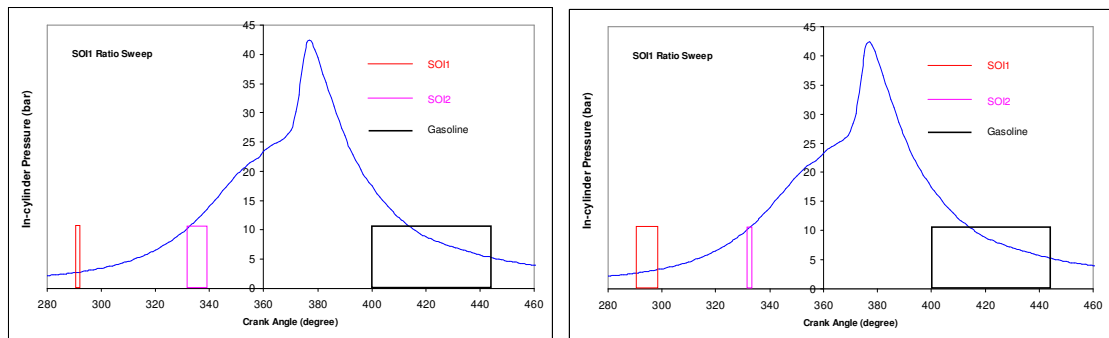 SOI1 Ratio Sweep
In-cylinder Pressure (bar)
45
40
35
30
25
20
15
10
5
0
SOI1
SOI2
Gasoline
280 300 320 340 360 380 400 420 440 460
Crank Angle (degree)
SOI1 Ratio Sweep
In-cylinder Pressure (bar)
45
40
35
30
25
20
15
10
5
0
SOI1
SOI2
Gasoline
280 300 320 340 360 380 400 420 440 460
Crank Angle (degree)